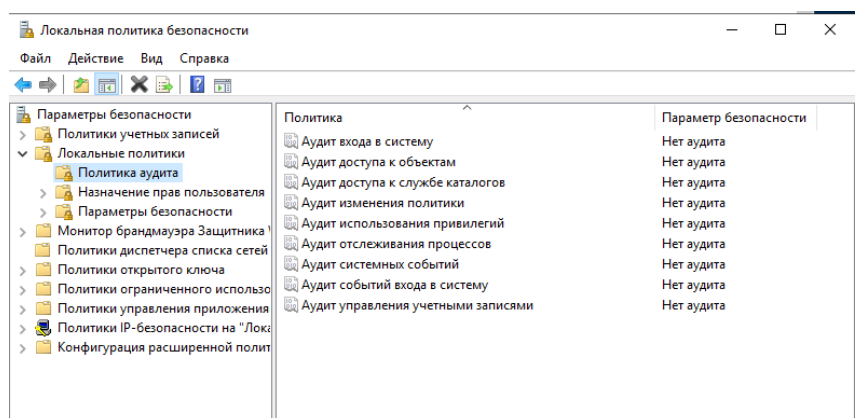 Локальная политика безопасности
Файл Действие Вид Справка
Параметры безопасности
Политики учетных записей
Локальные политики
Политика аудита
Назначение прав пользователя
Параметры безопасности
Монитор брандмауэра Защитника
Политики диспетчера списка сетей
Политики открытого ключа
Политики ограниченного использо
Политики управления приложения
Политики IP-безопасности на "Лока
Конфигурация расширенной полит
Политика Параметр безопасности
Аудит входа в систему Нет аудита
Аудит доступа к объектам Нет аудита
Аудит доступа к службе каталогов Нет аудита
Аудит изменения политики Нет аудита
Аудит использования привилегий Нет аудита
Аудит отслеживания процессов Нет аудита
Аудит системных событий Нет аудита
Аудит событий входа в систему Нет аудита
Аудит управления учетными записями Нет аудита